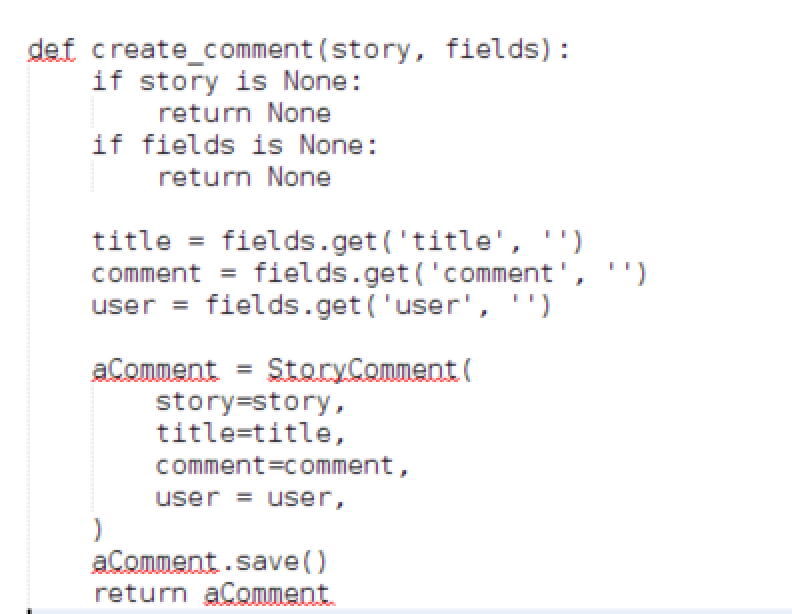 def create_comment(story, fields):
    if story is None:
        return None
    if fields is None:
        return None

    title = fields.get('title', '')
    comment = fields.get('comment', '')
    user = fields.get('user', '')

    aComment = StoryComment(
        story=story,
        title=title,
        comment=comment,
        user = user,
    )
    aComment.save()
    return aComment